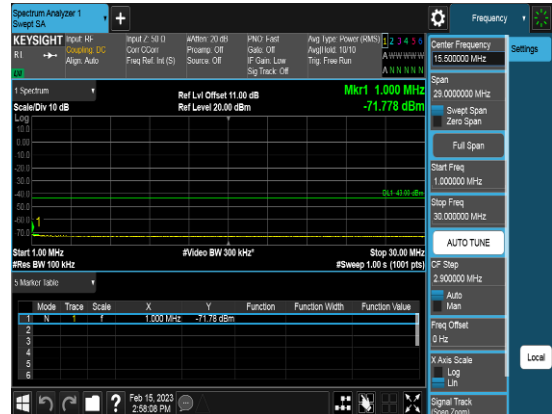 Spectrum Analyzer 1
Swept SA
Frequency
KEYSIGHT
R1
LXI
Input: RF
Coupling: DC
Align: Auto
Input Z: 50 Ω
Corr CCorr
Freq Ref: Int (S)
#Atten: 20 dB
Preamp: Off
Source: Off
PNO: Fast
Gate: Off
IF Gain: Low
Sig Track: Off
Avg Type: Power (RMS)
Avg|Hold: 10/10
Trig: Free Run
1 2 3 4 5 6
A W W W W W
A N N N N N
1 Spectrum
Scale/Div 10 dB
Ref Lvl Offset 11.00 dB
Ref Level 20.00 dBm
Mkr1 1.000 MHz
-71.778 dBm
Log
10.0
0.00
-10.0
-20.0
-30.0
-40.0
-50.0
-60.0
-70.0
DL1 -43.00 dBm
1
Start 1.00 MHz
#Res BW 100 kHz
#Video BW 300 kHz*
Stop 30.00 MHz
#Sweep 1.00 s (1001 pts)
5 Marker Table
Mode Trace Scale X Y Function Function Width Function Value
1 N 1 f 1.000 MHz -71.78 dBm
2
3
4
5
6
Feb 15, 2023
2:58:08 PM
Center Frequency
15.500000 MHz
Span
29.0000000 MHz
Swept Span
Zero Span
Full Span
Start Freq
1.000000 MHz
Stop Freq
30.000000 MHz
AUTO TUNE
CF Step
2.900000 MHz
Auto
Man
Freq Offset
0 Hz
X Axis Scale
Log
Lin
Signal Track
(Span Zoom)
Settings
Local